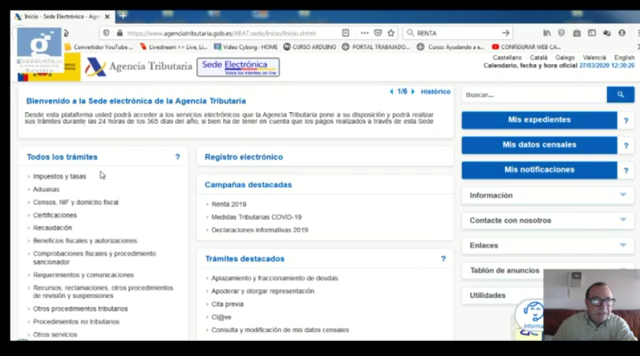 Inicio - Sede Electrónica - Age
https://www.agenciatributaria.gob.es/AEAT.sede/Inicio/Inicio.shtml
RENTA
Convertidor YouTube ...
Livestream >> Live, L...
Video Cyborg - HOME
CURSO ARDUINO
PORTAL TRABAJO...
Curso: Ayudando a e...
CONFIGURAR WEB CA...
Agencia Tributaria
Sede Electrónica
Todos los trámites on line
Castellano Català Galego Valencià English
Calendario, fecha y hora oficial 27/03/2020 12:30:26
Bienvenido a la Sede electrónica de la Agencia Tributaria
1/6
Histórico
Desde esta plataforma usted podrá acceder a los servicios electrónicos que la Agencia Tributaria pone a su disposición y podrá realizar
sus trámites durante las 24 horas de los 365 días del año, si bien ha de tener en cuenta que los pagos realizados a través de esta Sede
Todos los trámites ?
Impuestos y tasas
Aduanas
Censos, NIF y domicilio fiscal
Certificaciones
Recaudación
Beneficios fiscales y autorizaciones
Comprobaciones fiscales y procedimiento
sancionador
Requerimientos y comunicaciones
Recursos, reclamaciones, otros procedimientos
de revisión y suspensiones
Otros procedimientos tributarios
Procedimientos no tributarios
Otros servicios
Registro electrónico
Campañas destacadas
Renta 2019
Medidas Tributarias COVID-19
Declaraciones informativas 2019
Trámites destacados ?
Aplazamiento y fraccionamiento de deudas
Apoderar y otorgar representación
Cita previa
Cl@ve
Consulta y modificación de mis datos censales
Buscar...
Mis expedientes ?
Mis datos censales ?
Mis notificaciones ?
Información
Contacte con nosotros
Enlaces
Tablón de anuncios
Utilidades